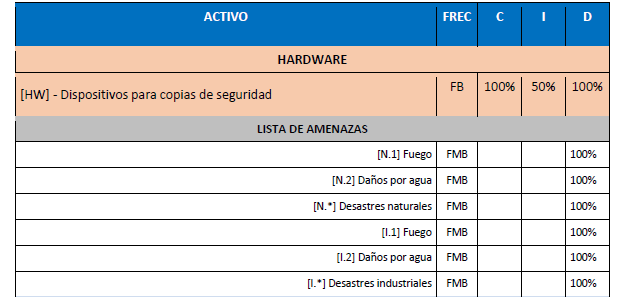 ACTIVO FREC C I D
HARDWARE
[HW] - Dispositivos para copias de seguridad FB 100% 50% 100%
LISTA DE AMENAZAS
[N.1] Fuego FMB 100%
[N.2] Daños por agua FMB 100%
[N.*] Desastres naturales FMB 100%
[I.1] Fuego FMB 100%
[I.2] Daños por agua FMB 100%
[I.*] Desastres industriales FMB 100%